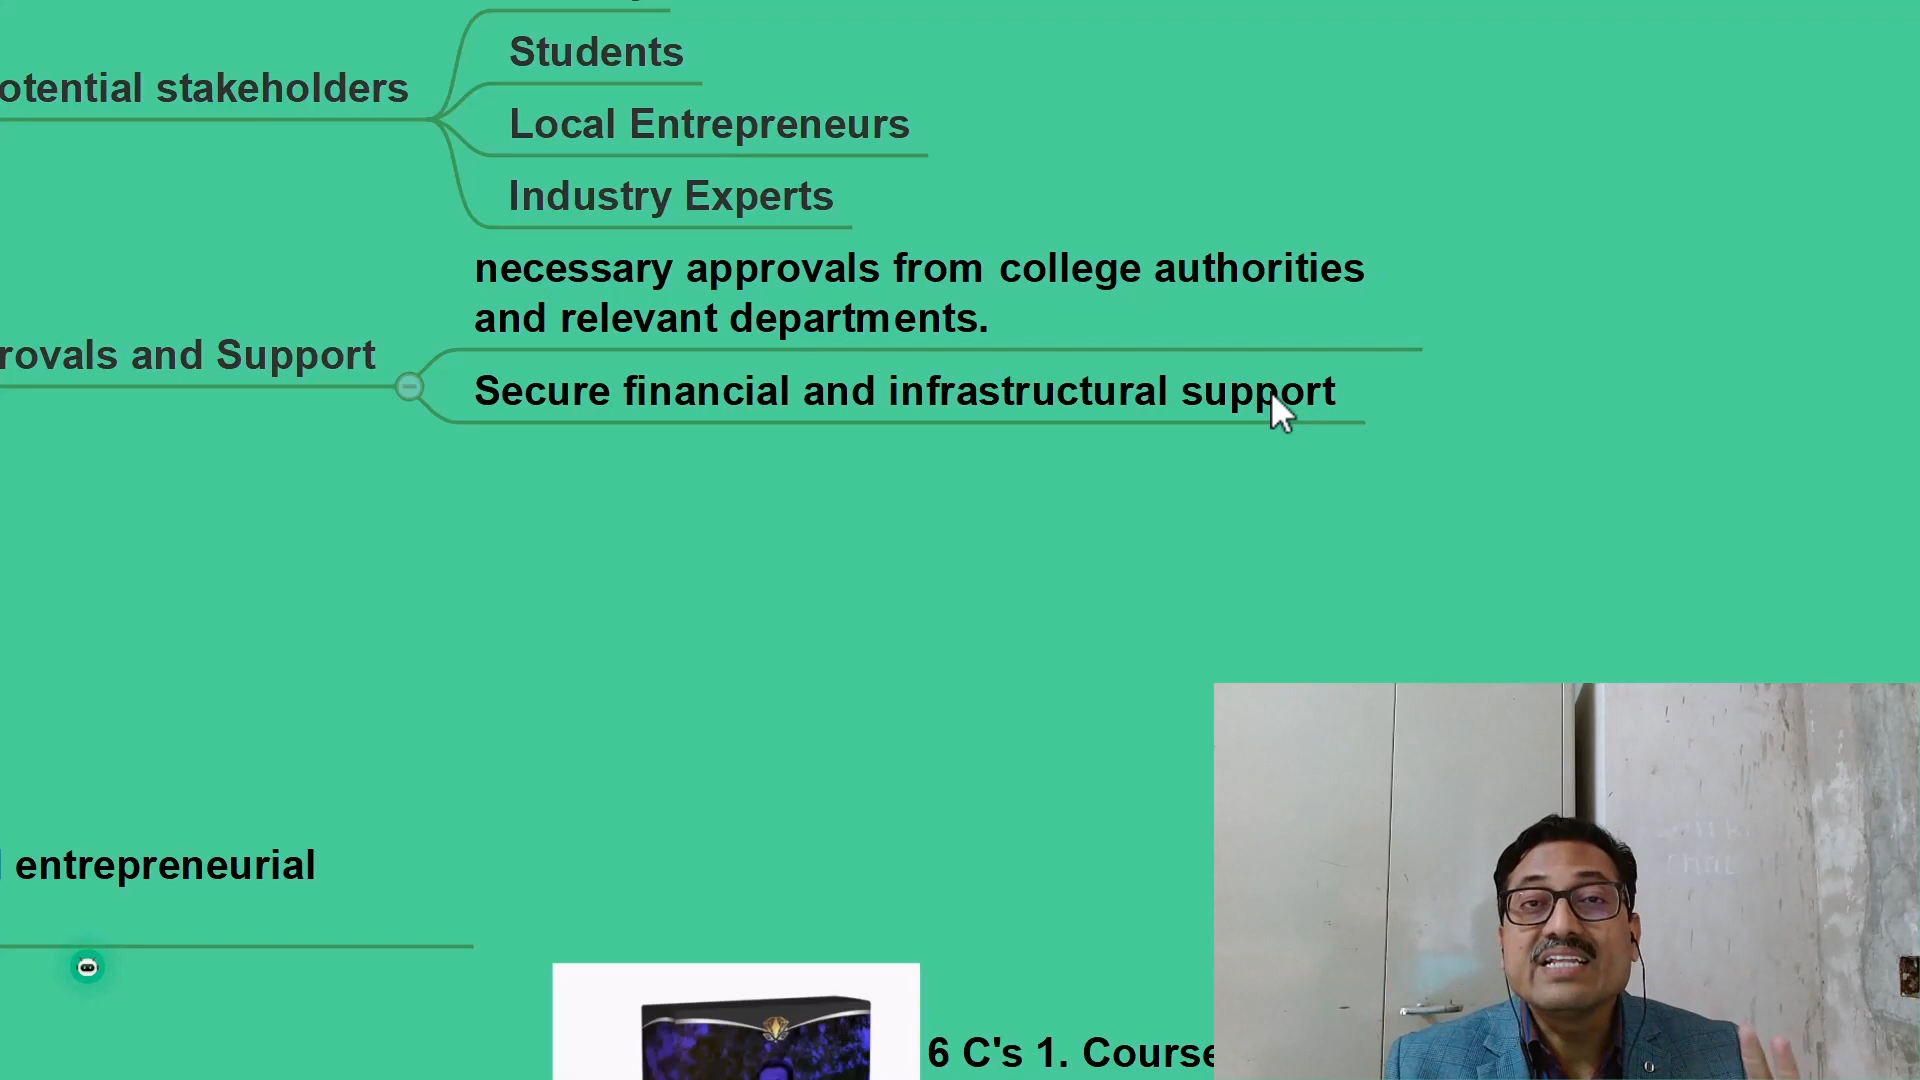 otential stakeholders
Students
Local Entrepreneurs
Industry Experts
rovals and Support
necessary approvals from college authorities
and relevant departments.
Secure financial and infrastructural support
entrepreneurial
6 C's 1. Course